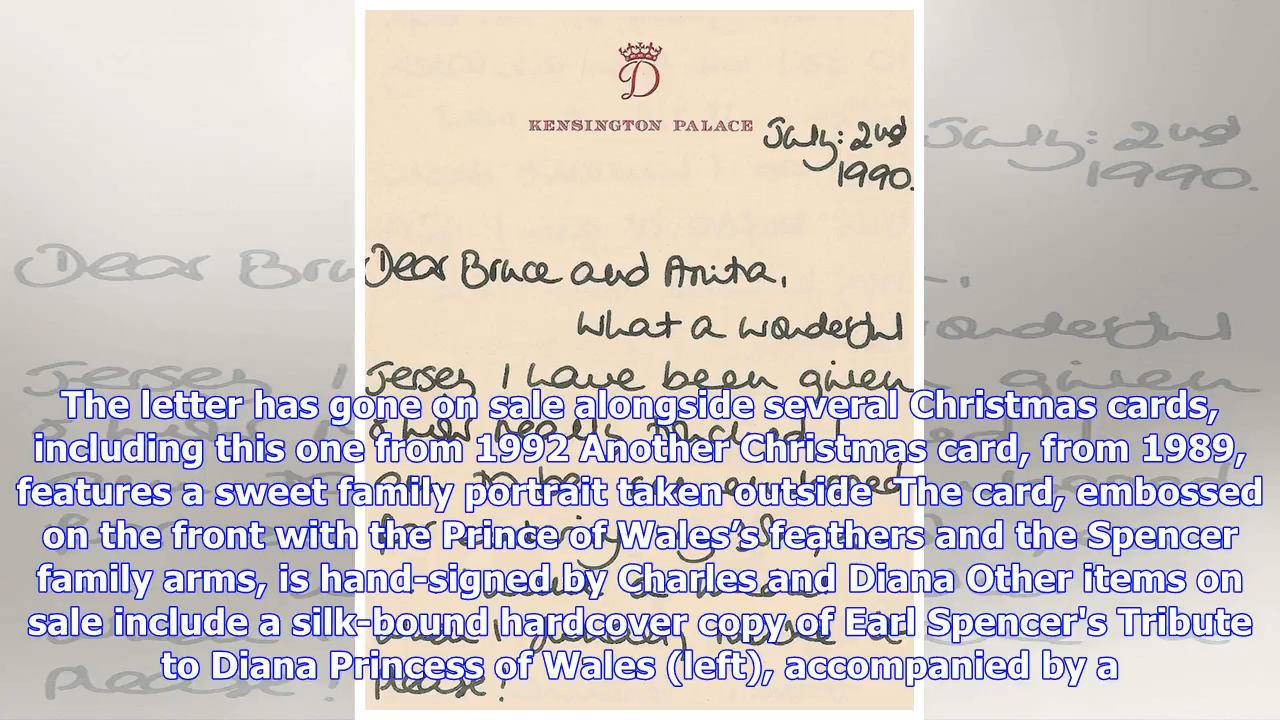 D
KENSINGTON PALACE
July: 2nd
1990.
Dear Bruce and Anita,
What a wonderful
Jersey I have been given
The letter has gone on sale alongside several Christmas cards,
including this one from 1992 Another Christmas card, from 1989,
features a sweet family portrait taken outside  The card, embossed
on the front with the Prince of Wales’s feathers and the Spencer
family arms, is hand-signed by Charles and Diana Other items on
sale include a silk-bound hardcover copy of Earl Spencer's Tribute
to Diana Princess of Wales (left), accompanied by a
please!